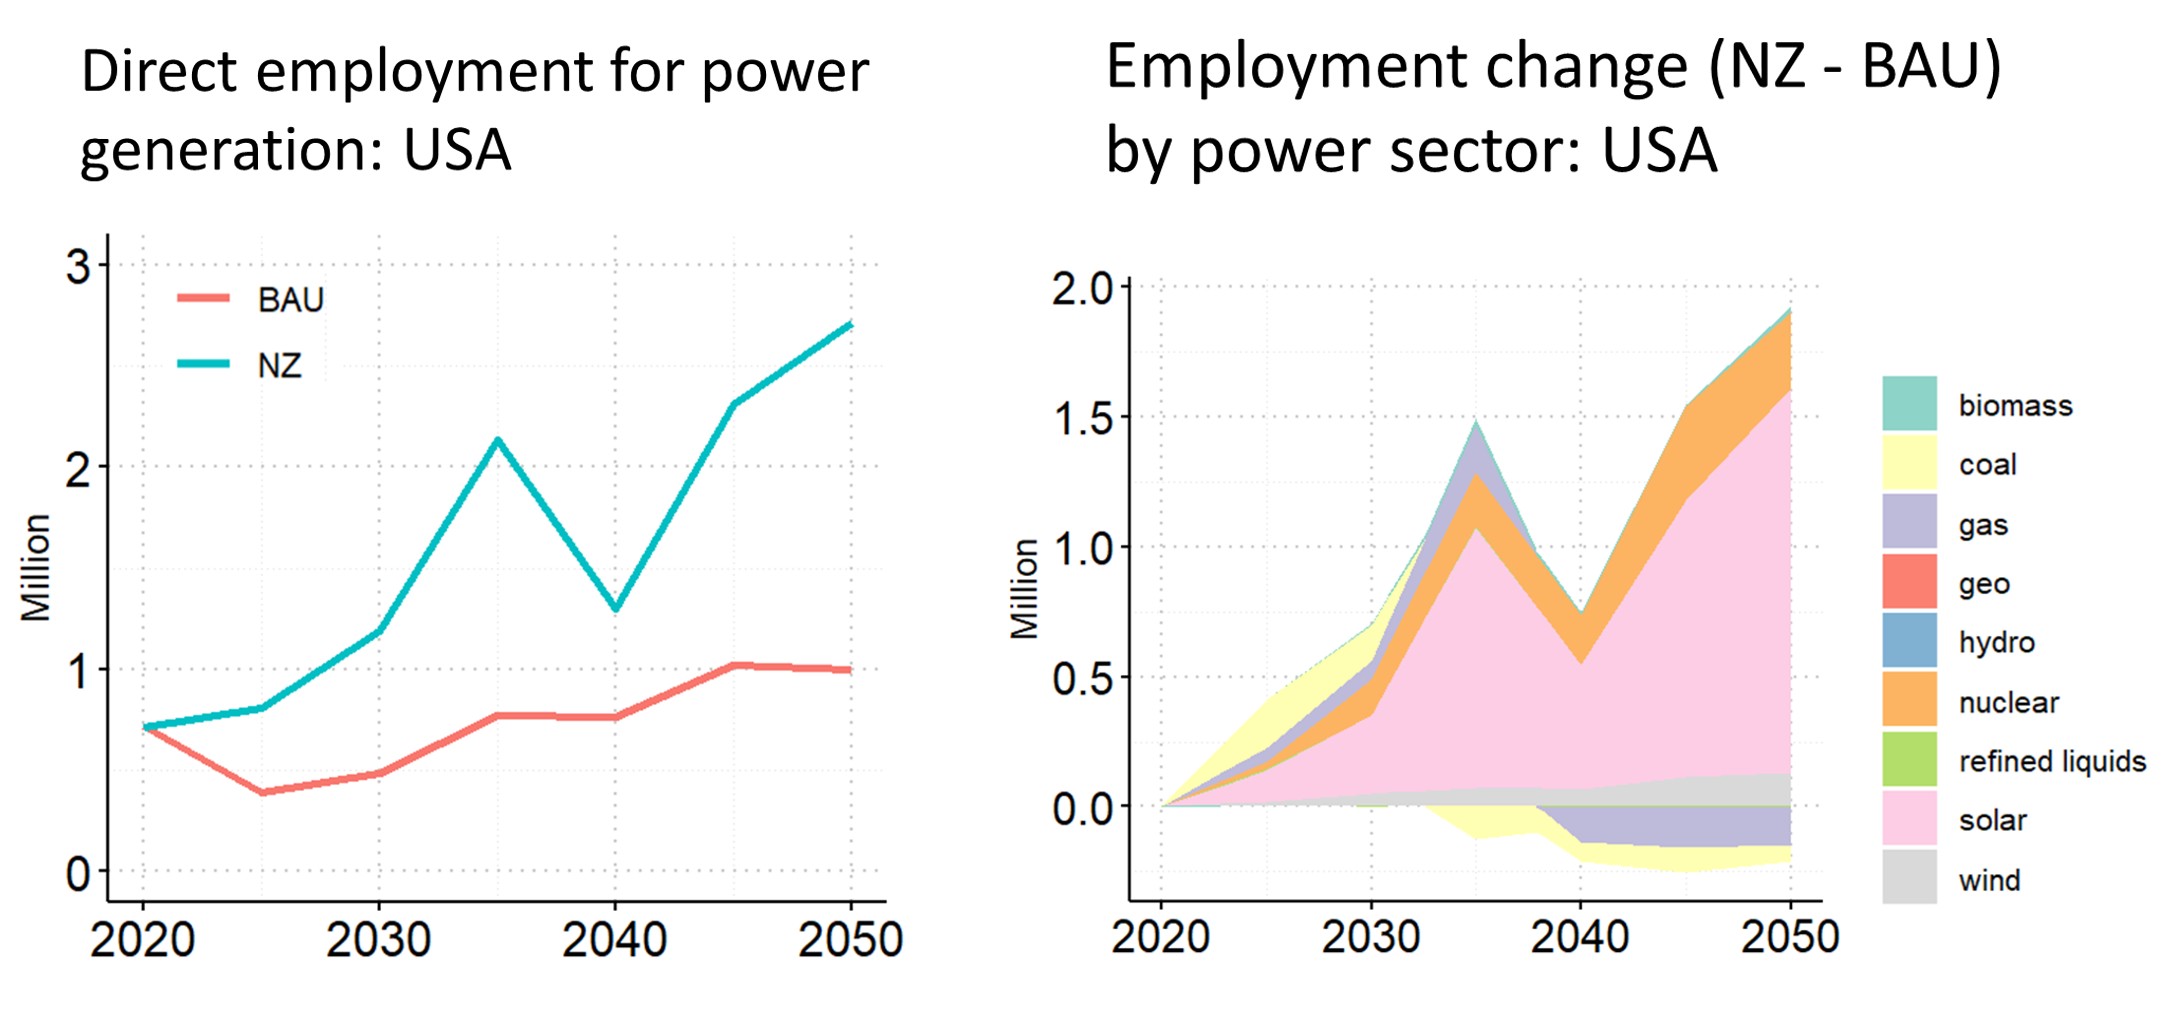 Direct employment for power
generation: USA
Million
3
2
1
0
BAU
NZ
2020
2030
2040
2050
Employment change (NZ - BAU)
by power sector: USA
Million
2.0
1.5
1.0
0.5
0.0
2020
2030
2040
2050
biomass
coal
gas
geo
hydro
nuclear
refined liquids
solar
wind